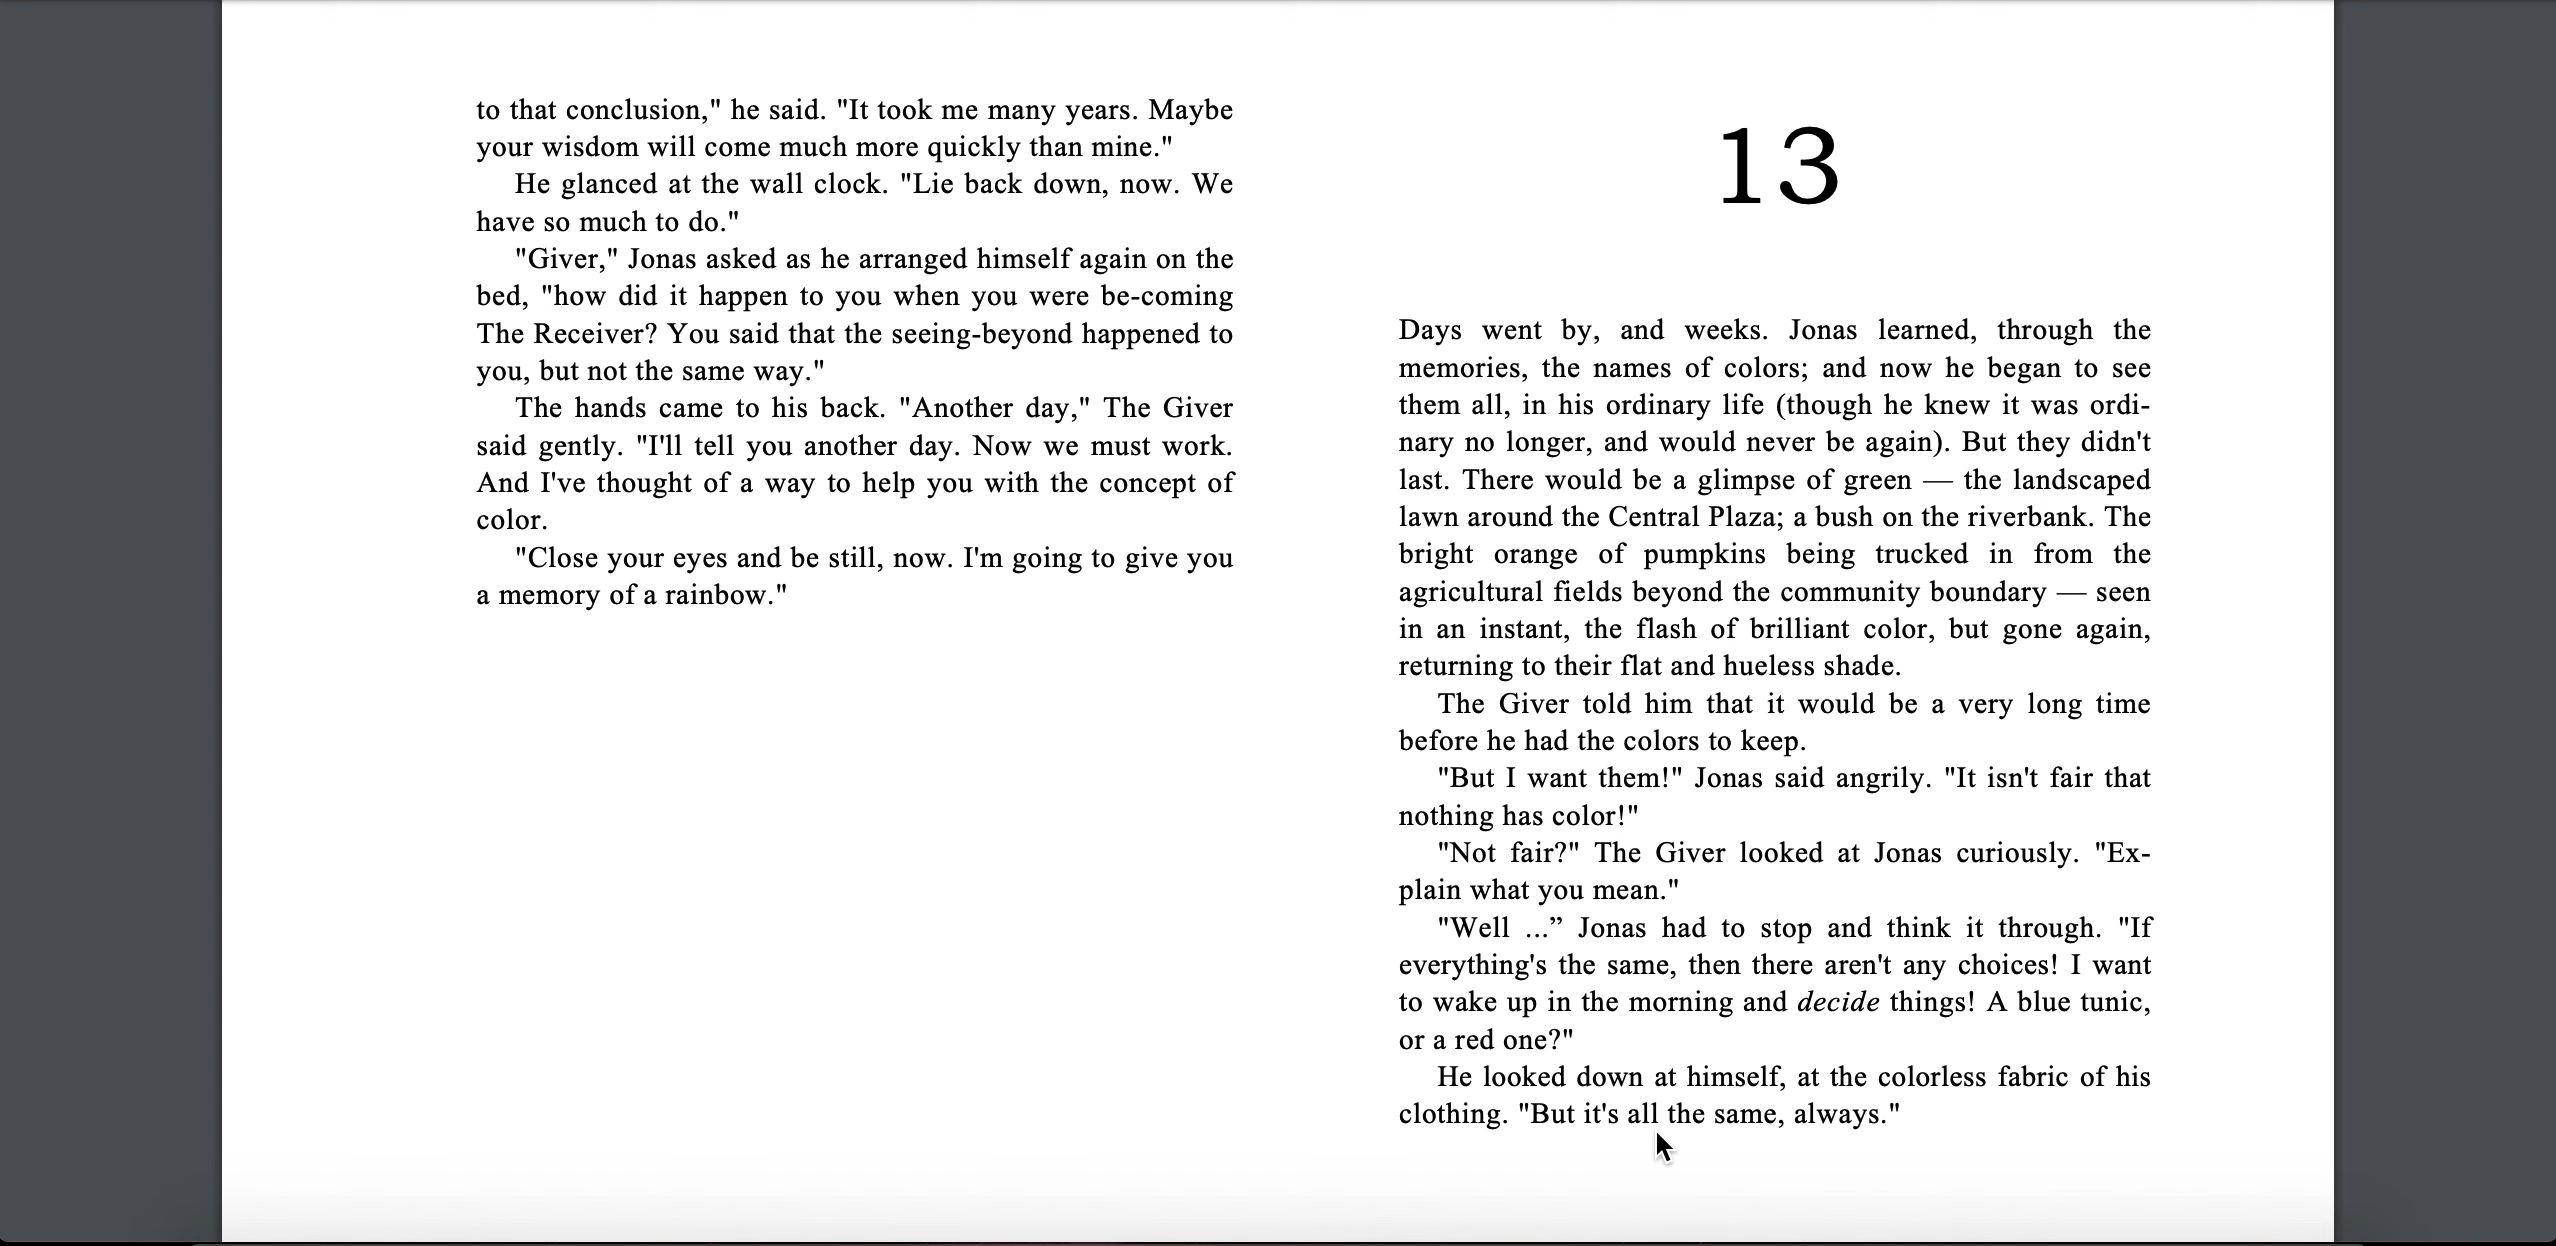 to that conclusion," he said. "It took me many years. Maybe
your wisdom will come much more quickly than mine."
He glanced at the wall clock. "Lie back down, now. We
have so much to do."
"Giver," Jonas asked as he arranged himself again on the
bed, "how did it happen to you when you were be-coming
The Receiver? You said that the seeing-beyond happened to
you, but not the same way."
The hands came to his back. "Another day," The Giver
said gently. "I'll tell you another day. Now we must work.
And I've thought of a way to help you with the concept of
color.
"Close your eyes and be still, now. I'm going to give you
a memory of a rainbow."
13
Days went by, and weeks. Jonas learned, through the
memories, the names of colors; and now he began to see
them all, in his ordinary life (though he knew it was ordi-
nary no longer, and would never be again). But they didn't
last. There would be a glimpse of green — the landscaped
lawn around the Central Plaza; a bush on the riverbank. The
bright orange of pumpkins being trucked in from the
agricultural fields beyond the community boundary — seen
in an instant, the flash of brilliant color, but gone again,
returning to their flat and hueless shade.
The Giver told him that it would be a very long time
before he had the colors to keep.
"But I want them!" Jonas said angrily. "It isn't fair that
nothing has color!"
"Not fair?" The Giver looked at Jonas curiously. "Ex-
plain what you mean."
"Well ...” Jonas had to stop and think it through. "If
everything's the same, then there aren't any choices! I want
to wake up in the morning and decide things! A blue tunic,
or a red one?"
He looked down at himself, at the colorless fabric of his
clothing. "But it's all the same, always."